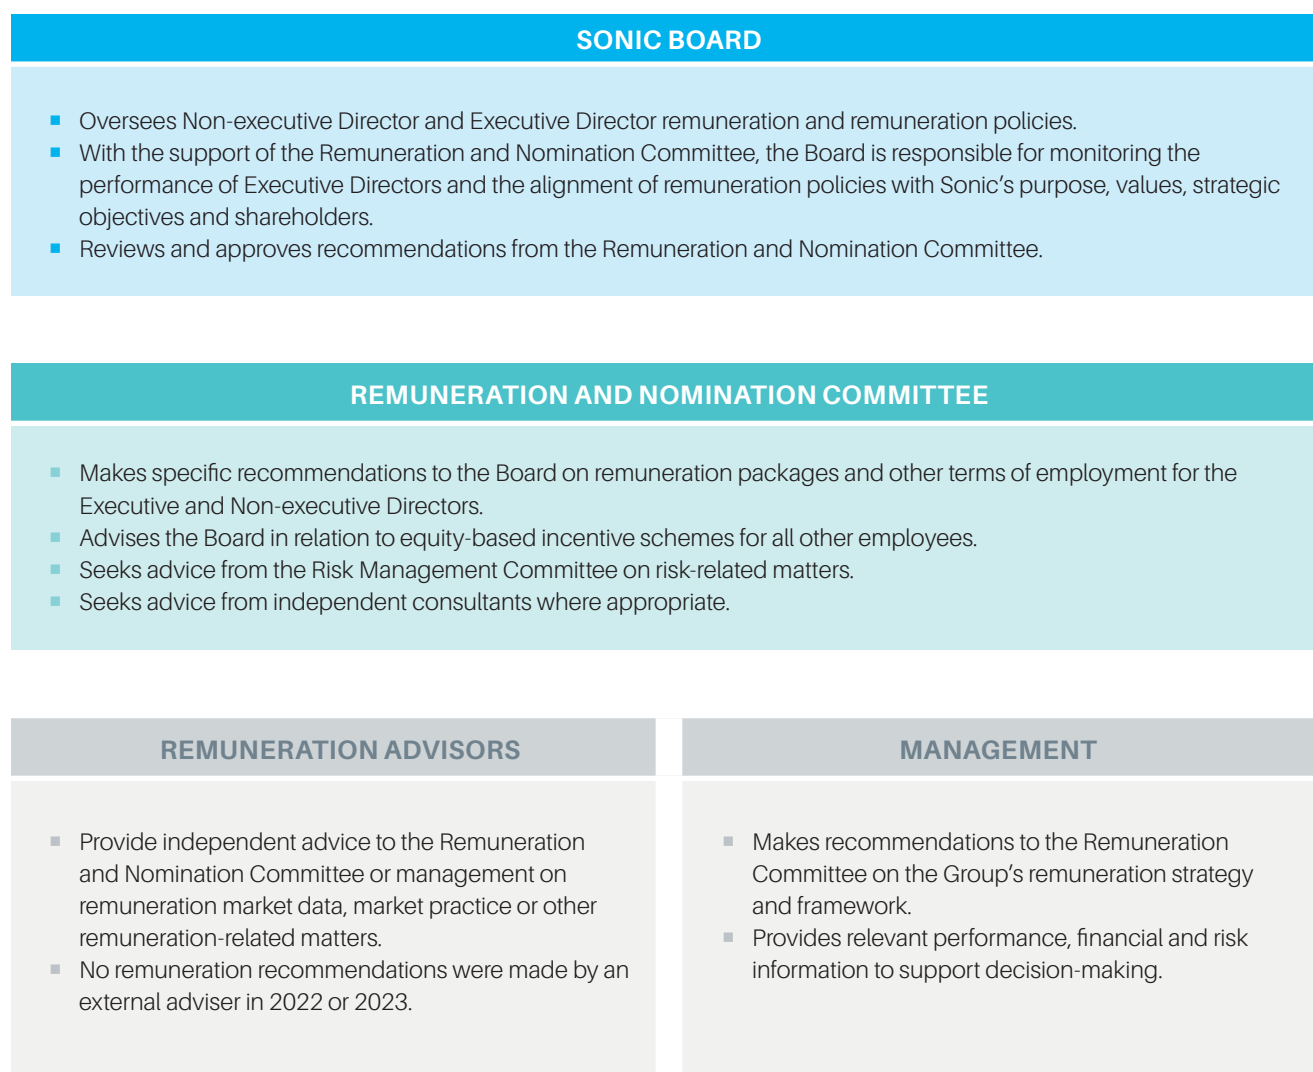 SONIC BOARD
Oversees Non-executive Director and Executive Director remuneration and remuneration policies.
With the support of the Remuneration and Nomination Committee, the Board is responsible for monitoring the
performance of Executive Directors and the alignment of remuneration policies with Sonic's purpose, values, strategic
objectives and shareholders.
Reviews and approves recommendations from the Remuneration and Nomination Committee.
REMUNERATION AND NOMINATION COMMITTEE
Makes specific recommendations to the Board on remuneration packages and other terms of employment for the
Executive and Non-executive Directors.
Advises the Board in relation to equity-based incentive schemes for all other employees.
Seeks advice from the Risk Management Committee on risk-related matters.
Seeks advice from independent consultants where appropriate.
REMUNERATION ADVISORS
Provide independent advice to the Remuneration
and Nomination Committee or management on
remuneration market data, market practice or other
remuneration-related matters.
No remuneration recommendations were made by an
external adviser in 2022 or 2023.
MANAGEMENT
Makes recommendations to the Remuneration
Committee on the Group's remuneration strategy
and framework.
Provides relevant performance, financial and risk
information to support decision-making.